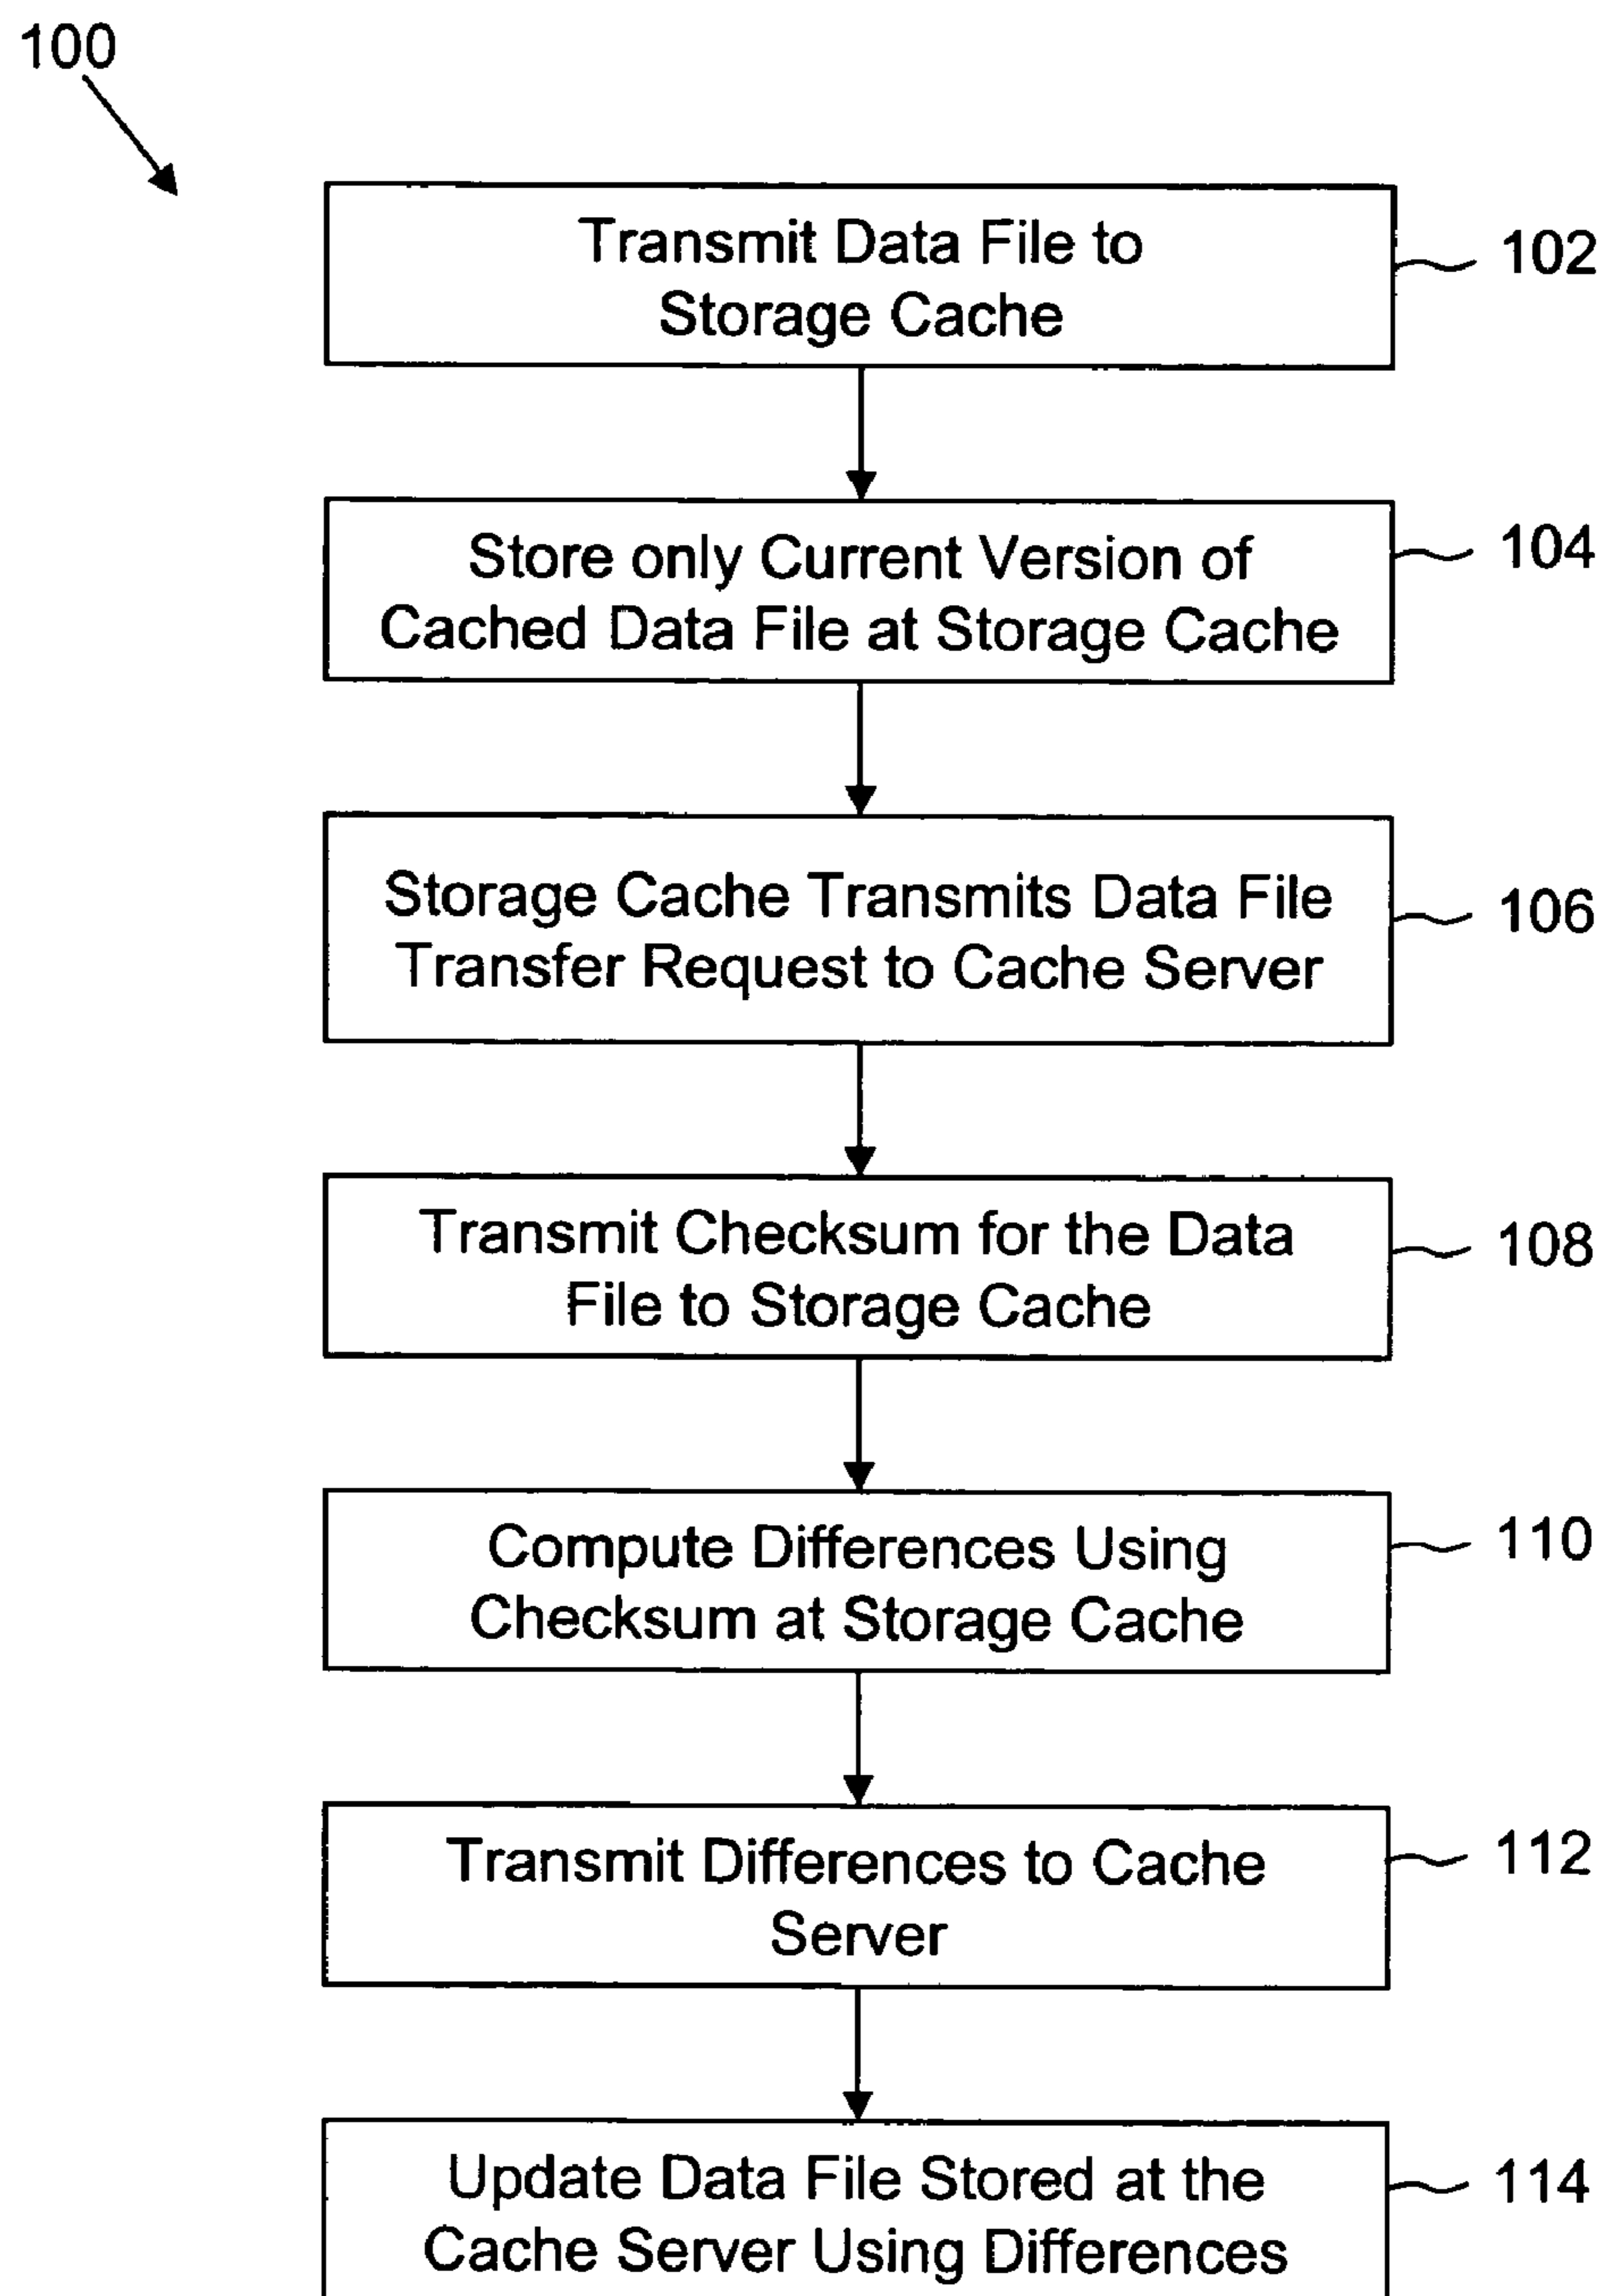 100
Transmit Data File to
Storage Cache
102
Store only Current Version of
Cached Data File at Storage Cache
104
Storage Cache Transmits Data File
Transfer Request to Cache Server
106
Transmit Checksum for the Data
File to Storage Cache
108
Compute Differences Using
Checksum at Storage Cache
110
Transmit Differences to Cache
Server
112
Update Data File Stored at the
Cache Server Using Differences
114